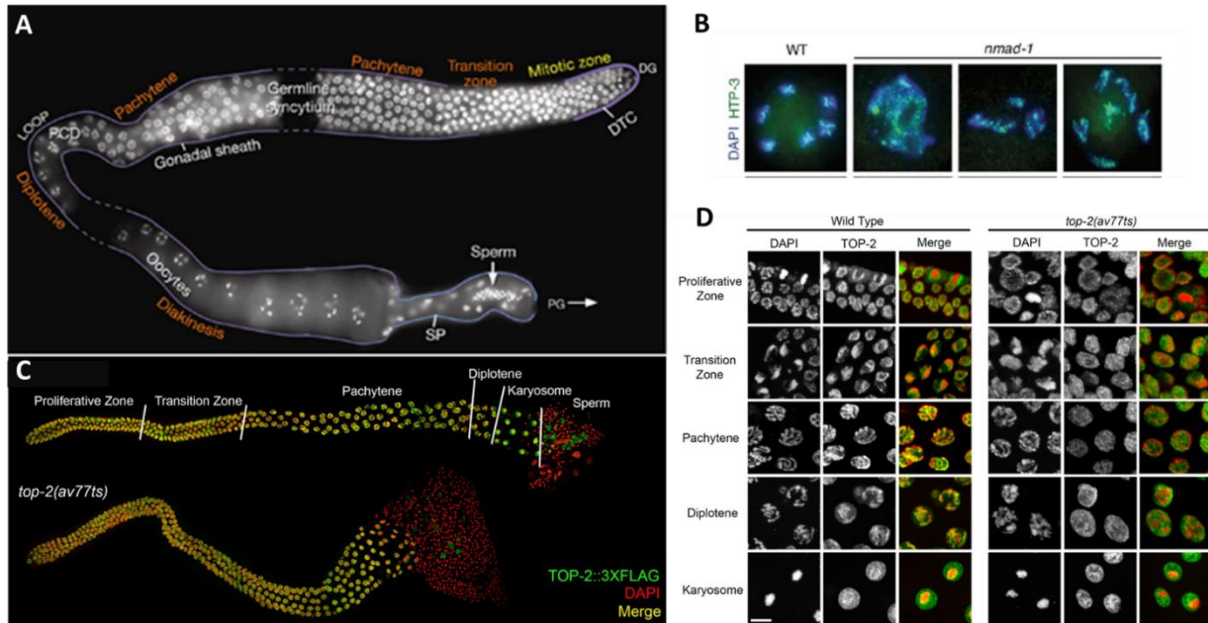 A
Pachytene
Transition
zone
Mitotic zone
DG
Pachytene
Germline
syncytium
LOOP
PCD
Gonadal sheath
DTC
Diplotene
Oocytes
Diakinesis
Sperm
SP
PG
B
WT
nmad-1
DAPI HTP-3
C
Proliferative Zone
Transition Zone
Pachytene
Diplotene
Karyosome
Sperm
top-2(av77ts)
TOP-2::3XFLAG
DAPI
Merge
D
Wild Type
top-2(av77ts)
DAPI TOP-2 Merge DAPI TOP-2 Merge
Proliferative
Zone
Transition
Zone
Pachytene
Diplotene
Karyosome